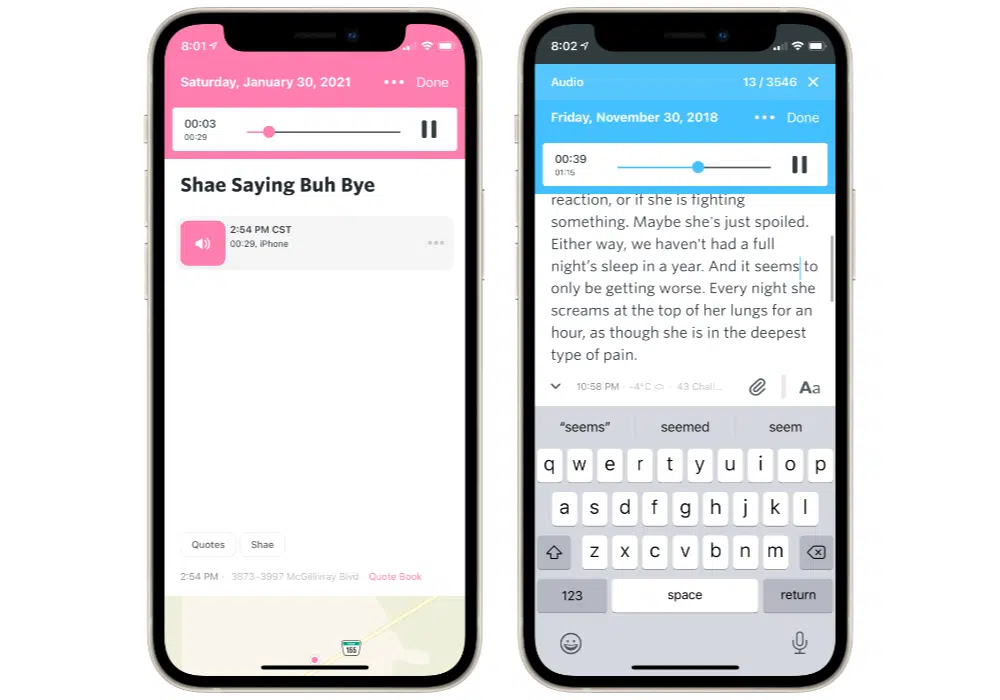 8:01
Saturday, January 30, 2021
Done
00:03
00:29
Shae Saying Buh Bye
2:54 PM CST
00:29, iPhone
Quotes
Shae
2:54 PM · 3873–3997 McGillivray Blvd
Quote Book
155
8:02
Audio
13 / 3546
Friday, November 30, 2018
Done
00:39
01:15
reaction, or if she is fighting
something. Maybe she's just spoiled.
Either way, we haven't had a full
night's sleep in a year. And it seems to
only be getting worse. Every night she
screams at the top of her lungs for an
hour, as though she is in the deepest
type of pain.
10:58 PM · -4°C · 43 Chall...
Aa
“seems”
seemed
seem
q w e r t y u i o p
a s d f g h j k l
z x c v b n m
123
space
return